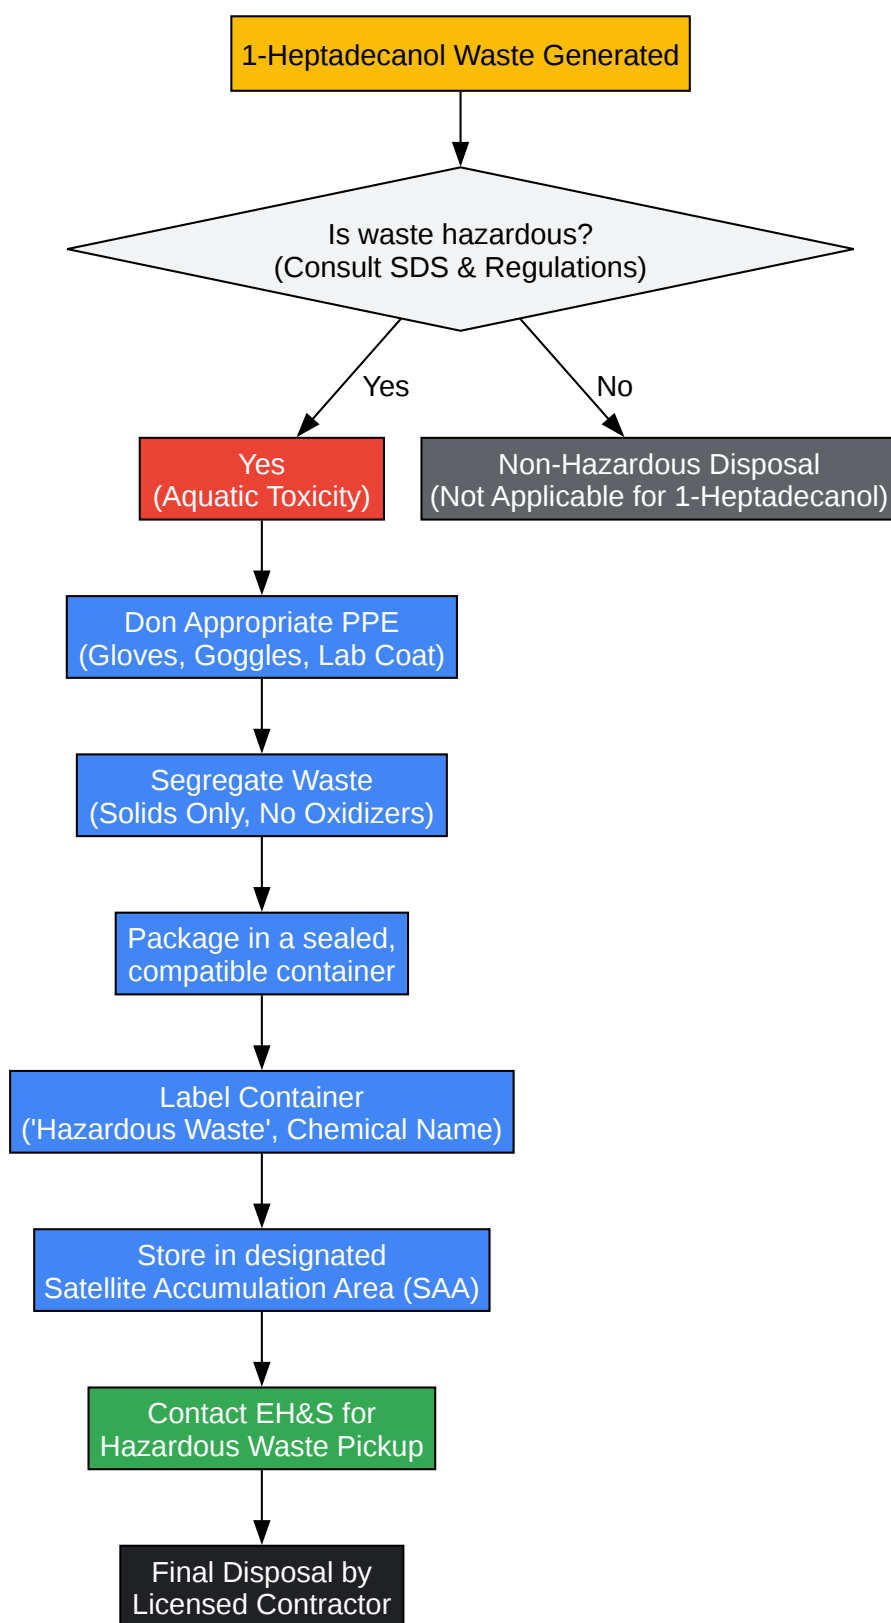 1-Heptadecanol Waste Generated
Is waste hazardous?
(Consult SDS & Regulations)
Yes
No
Yes
(Aquatic Toxicity)
Non-Hazardous Disposal
(Not Applicable for 1-Heptadecanol)
Don Appropriate PPE
(Gloves, Goggles, Lab Coat)
Segregate Waste
(Solids Only, No Oxidizers)
Package in a sealed,
compatible container
Label Container
('Hazardous Waste', Chemical Name)
Store in designated
Satellite Accumulation Area (SAA)
Contact EH&S for
Hazardous Waste Pickup
Final Disposal by
Licensed Contractor